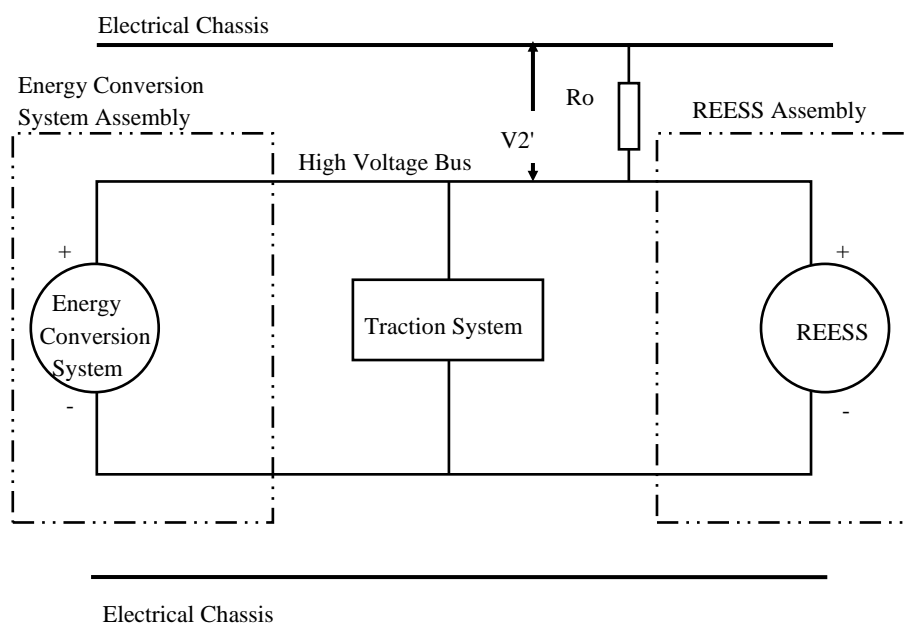 Electrical Chassis
Energy Conversion
System Assembly
Ro
REESS Assembly
V2'
High Voltage Bus
+
+
Energy
Conversion
System
Traction System
REESS
-
-
Electrical Chassis